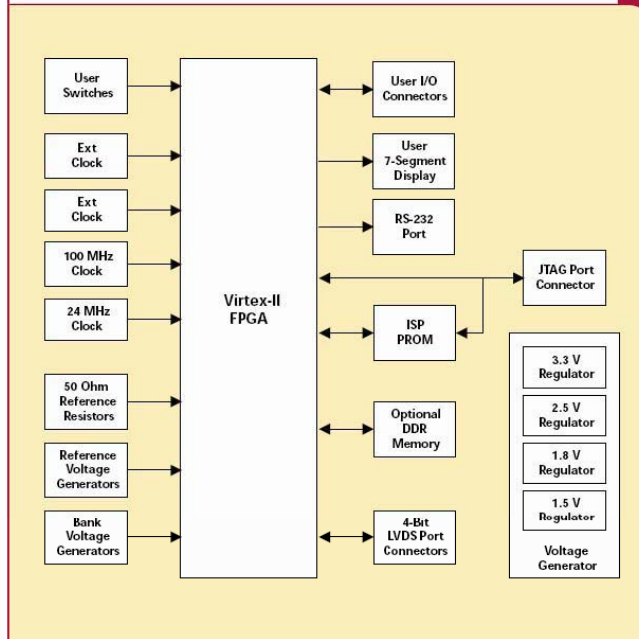 User
Switches
Ext
Clock
Ext
Clock
100 MHz
Clock
24 MHz
Clock
50 Ohm
Reference
Resistors
Reference
Voltage
Generators
Bank
Voltage
Generators
Virtex-II
FPGA
User I/O
Connectors
User
7-Segment
Display
RS-232
Port
ISP
PROM
Optional
DDR
Memory
4-Bit
LVDS Port
Connectors
JTAG Port
Connector
3.3 V
Regulator
2.5 V
Regulator
1.8 V
Regulator
1.5 V
Regulator
Voltage
Generator